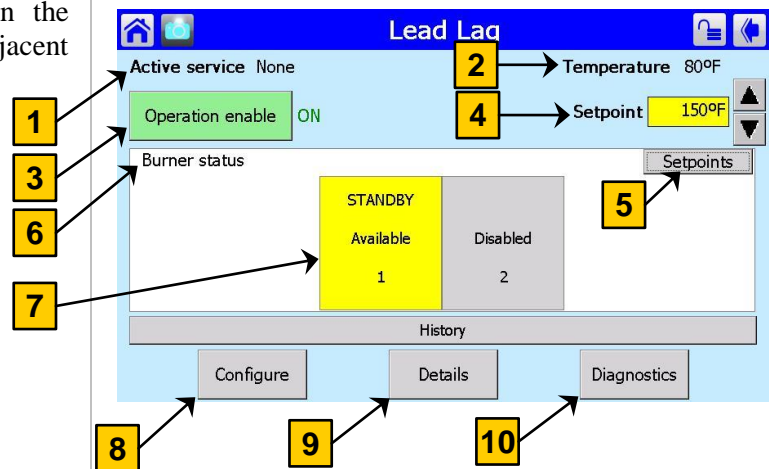 n the
jacent
Lead Lag
Active service None
2
Temperature 80ºF
1
Operation enable ON
4
Setpoint 150ºF
3
Burner status
Setpoints
6
STANDBY
Available
1
Disabled
2
5
7
History
Configure
Details
Diagnostics
8
9
10